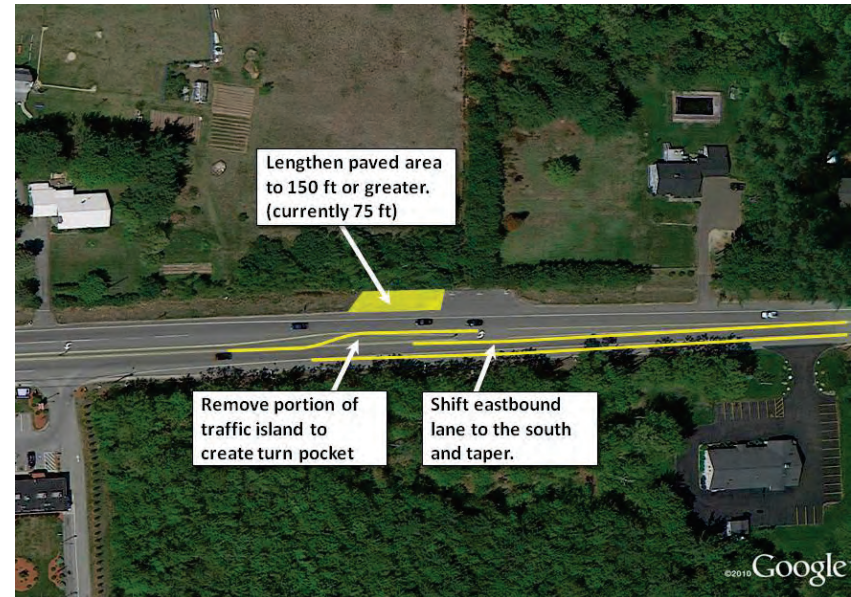 Lengthen paved area
to 150 ft or greater.
(currently 75 ft)
Remove portion of
traffic island to
create turn pocket
Shift eastbound
lane to the south
and taper.
©2010 Google